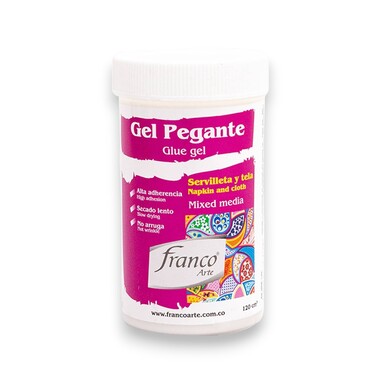 Gel Pegante
Glue gel
Servilleta y tela
Napkin and cloth
Mixed media
Alta adherencia
Higi adhesion
Secado lento
Slow drying
No arruga
franco®
Arte
www.francoarte.com.co
120 cm³